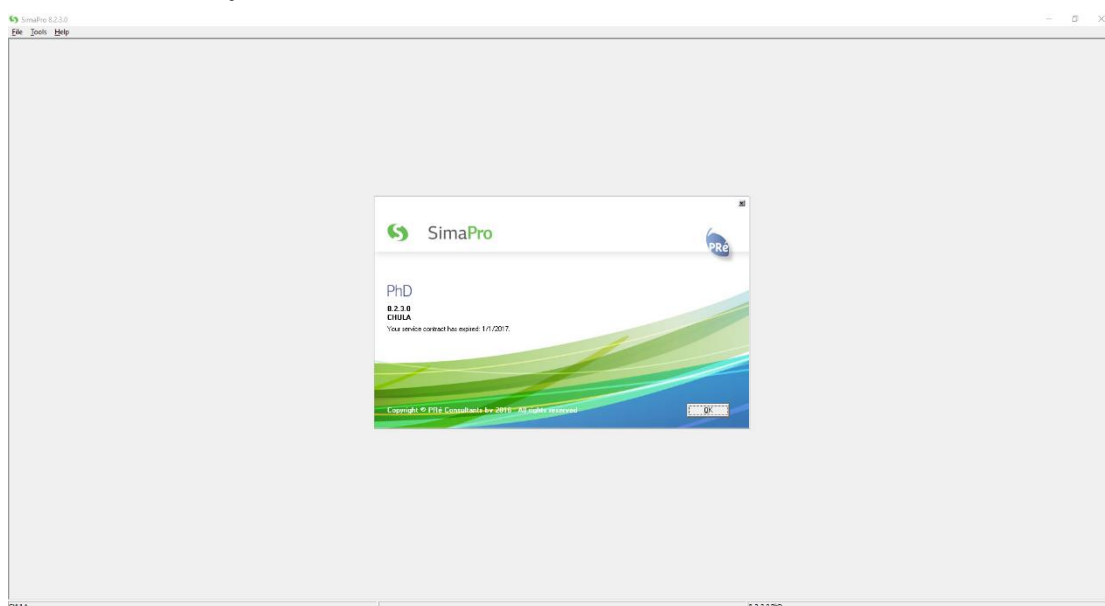 SimaPro 8.2.3.0
File Tools Help
SimaPro
PRé
PhD
8.2.3.0
CHULA
Your service contract has expired: 1/1/2017.
Copyright © PRé Consultants bv 2016 - All rights reserved
OK